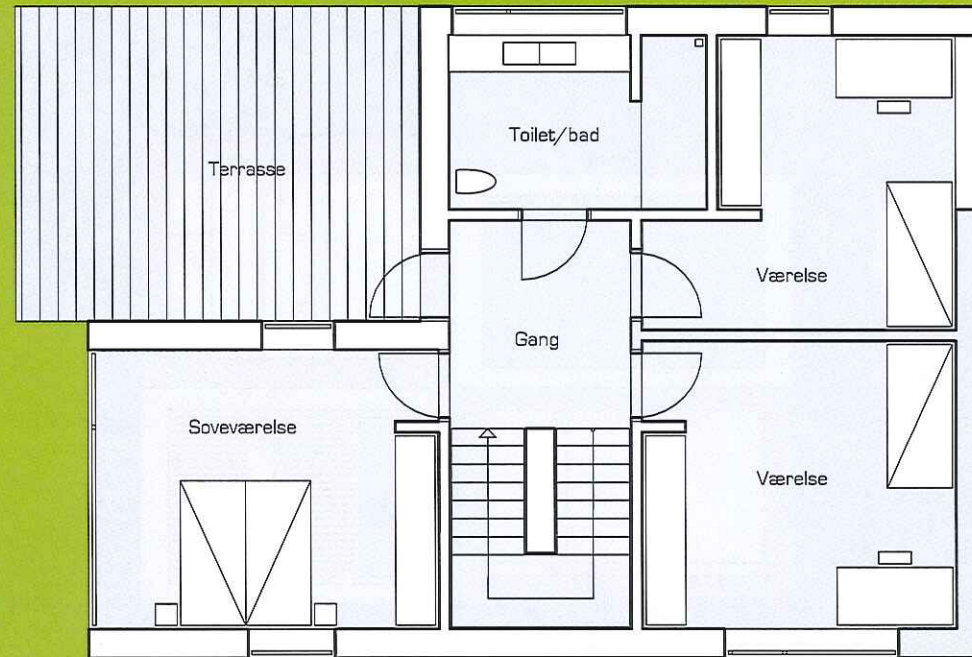 Toilet/bad
Terrasse
Værelse
Gang
Soveværelse
Værelse